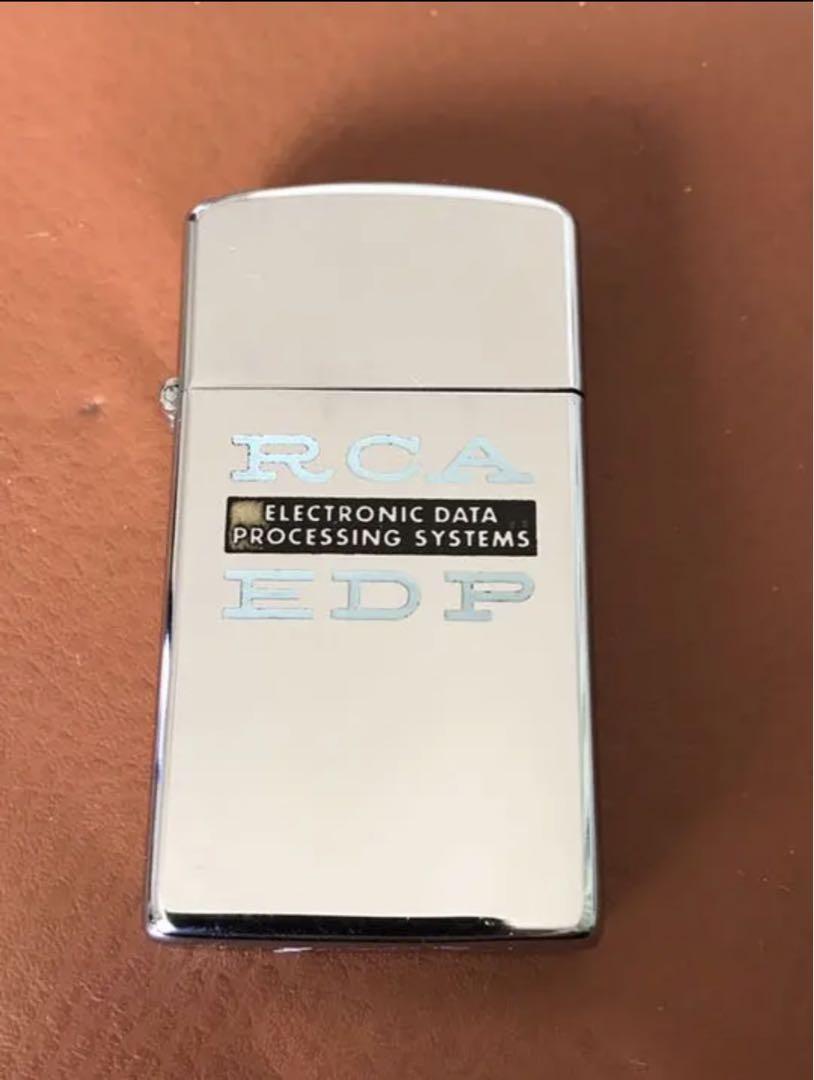 RCA
ELECTRONIC DATA
PROCESSING SYSTEMS
EDP